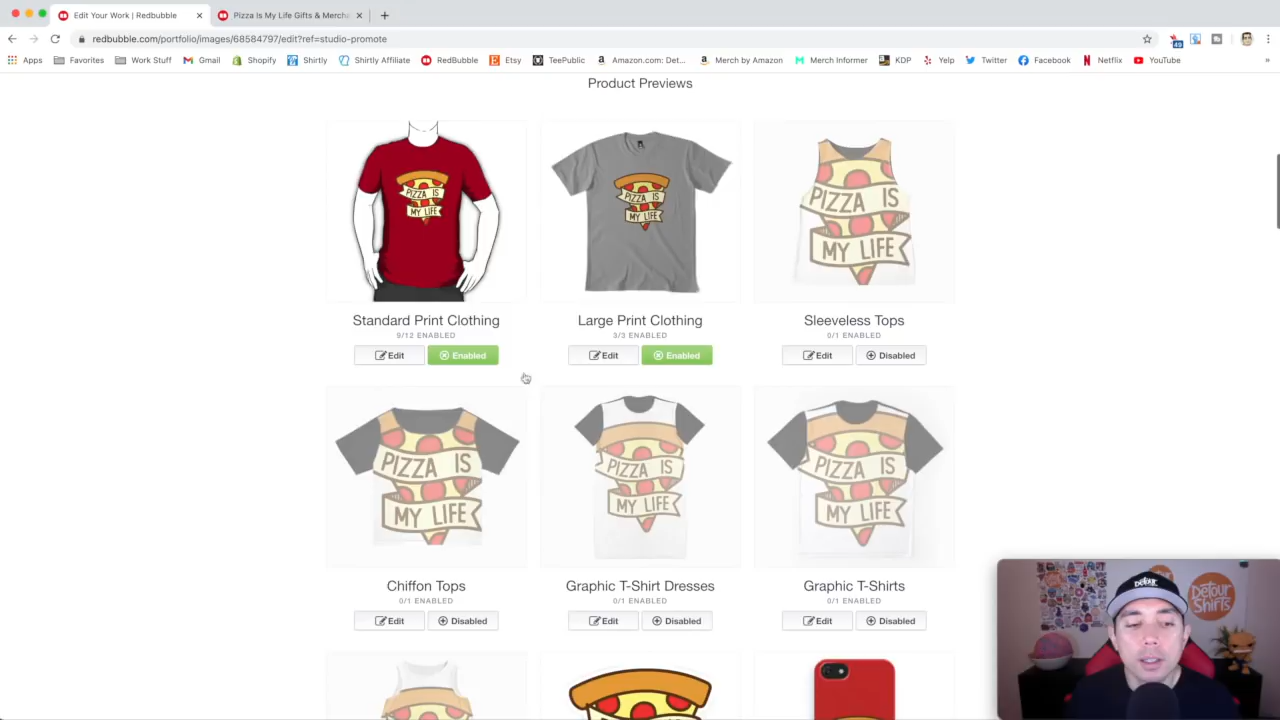 Edit Your Work | Redbubble
Pizza Is My Life Gifts & Mercha
redbubble.com/portfolio/images/68584797/edit?ref=studio-promote
49
Apps Favorites Work Stuff Gmail Shopify Shirtly Shirtly Affiliate RedBubble Etsy TeePublic Amazon.com: Det... Merch by Amazon Merch Informer KDP Yelp Twitter Facebook Netflix YouTube »
Product Previews
PIZZA IS
MY LIFE
PIZZA IS
MY LIFE
PIZZA IS
MY LIFE
Standard Print Clothing
9/12 ENABLED
Edit Enabled
Large Print Clothing
3/3 ENABLED
Edit Enabled
Sleeveless Tops
0/1 ENABLED
Edit Disabled
PIZZA IS
MY LIFE
PIZZA IS
MY LIFE
PIZZA IS
MY LIFE
Chiffon Tops
0/1 ENABLED
Edit Disabled
Graphic T-Shirt Dresses
0/1 ENABLED
Edit Disabled
Graphic T-Shirts
0/1 ENABLED
Edit Disabled
DETOUR
DETOUR
SHIRTS